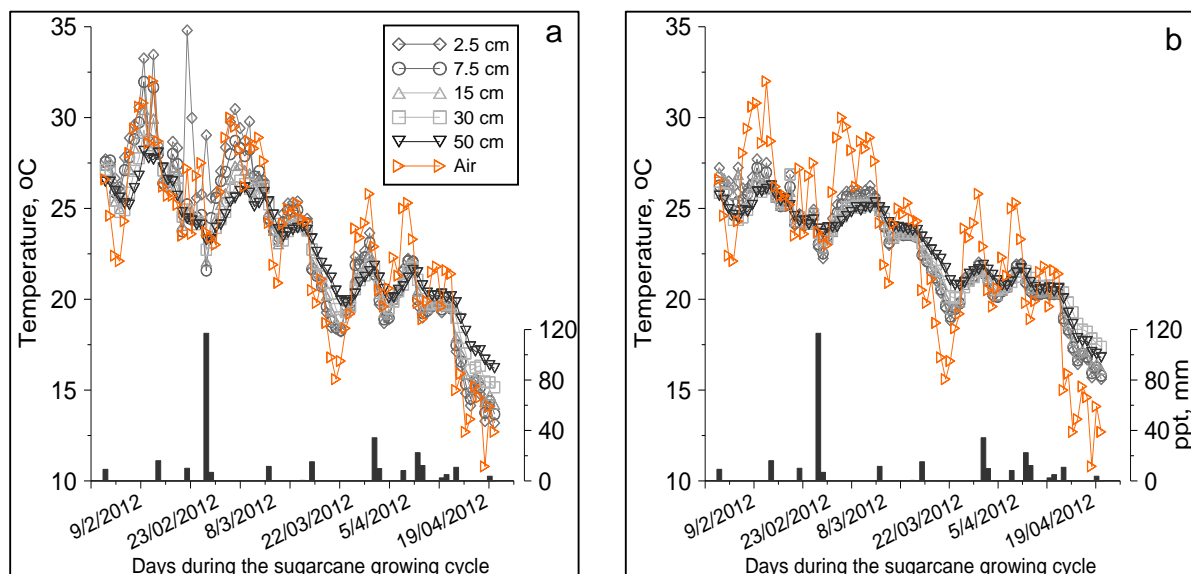 a
35
30
25
20
15
10
Temperature, oC
2.5 cm
7.5 cm
15 cm
30 cm
50 cm
Air
120
80
40
0
9/2/2012
23/02/2012
8/3/2012
22/03/2012
5/4/2012
19/04/2012
Days during the sugarcane growing cycle
b
35
30
25
20
15
10
Temperature, oC
120
80
40
0
ppt, mm
9/2/2012
23/02/2012
8/3/2012
22/03/2012
5/4/2012
19/04/2012
Days during the sugarcane growing cycle